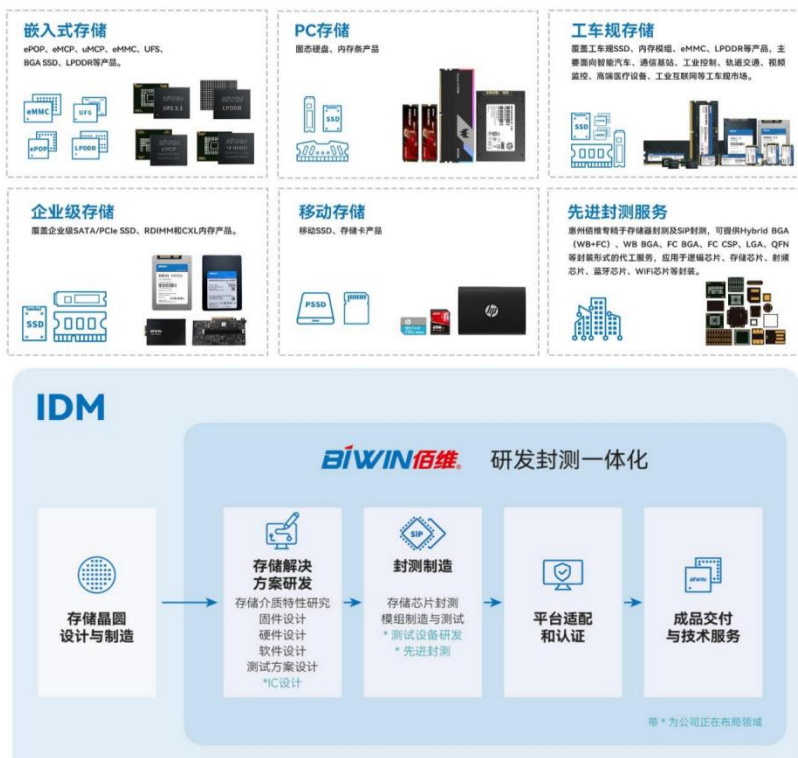 嵌入式存储
ePOP、eMCP、uMCP、eMMC、UFS、
BGA SSD、LPDDR等产品。
eMMC
UFS
ePOP
LPDDR
UFS 3.1
LPDDR
eMCP
PC存储
固态硬盘、内存条产品
SSD
工车规存储
覆盖工车规SSD、内存模组、eMMC、LPDDR等产品，主
要面向智能汽车、通信基站、工业控制、轨道交通、视频
监控、高端医疗设备、工业互联网等工车规市场。
SSD
企业级存储
覆盖企业级SATA/PCIe SSD、RDIMM和CXL内存产品。
SSD
BIWIN
移动存储
移动SSD、存储卡产品
PSSD
hp
先进封测服务
惠州佰维专精于存储器封测及SiP封测，可提供Hybrid BGA
（WB+FC）、WB BGA、FC BGA、FC CSP、LGA、QFN
等封装形式的代工服务，应用于逻辑芯片、存储芯片、射频
芯片、蓝牙芯片、WiFi芯片等封装。
IDM
BIWIN佰维 研发封测一体化
存储晶圆
设计与制造
存储解决
方案研发
存储介质特性研究
固件设计
硬件设计
软件设计
测试方案设计
*IC设计
SiP
封测制造
存储芯片封测
模组制造与测试
* 测试设备研发
* 先进封测
平台适配
和认证
BIWIN
成品交付
与技术服务
带 * 为公司正在布局领域